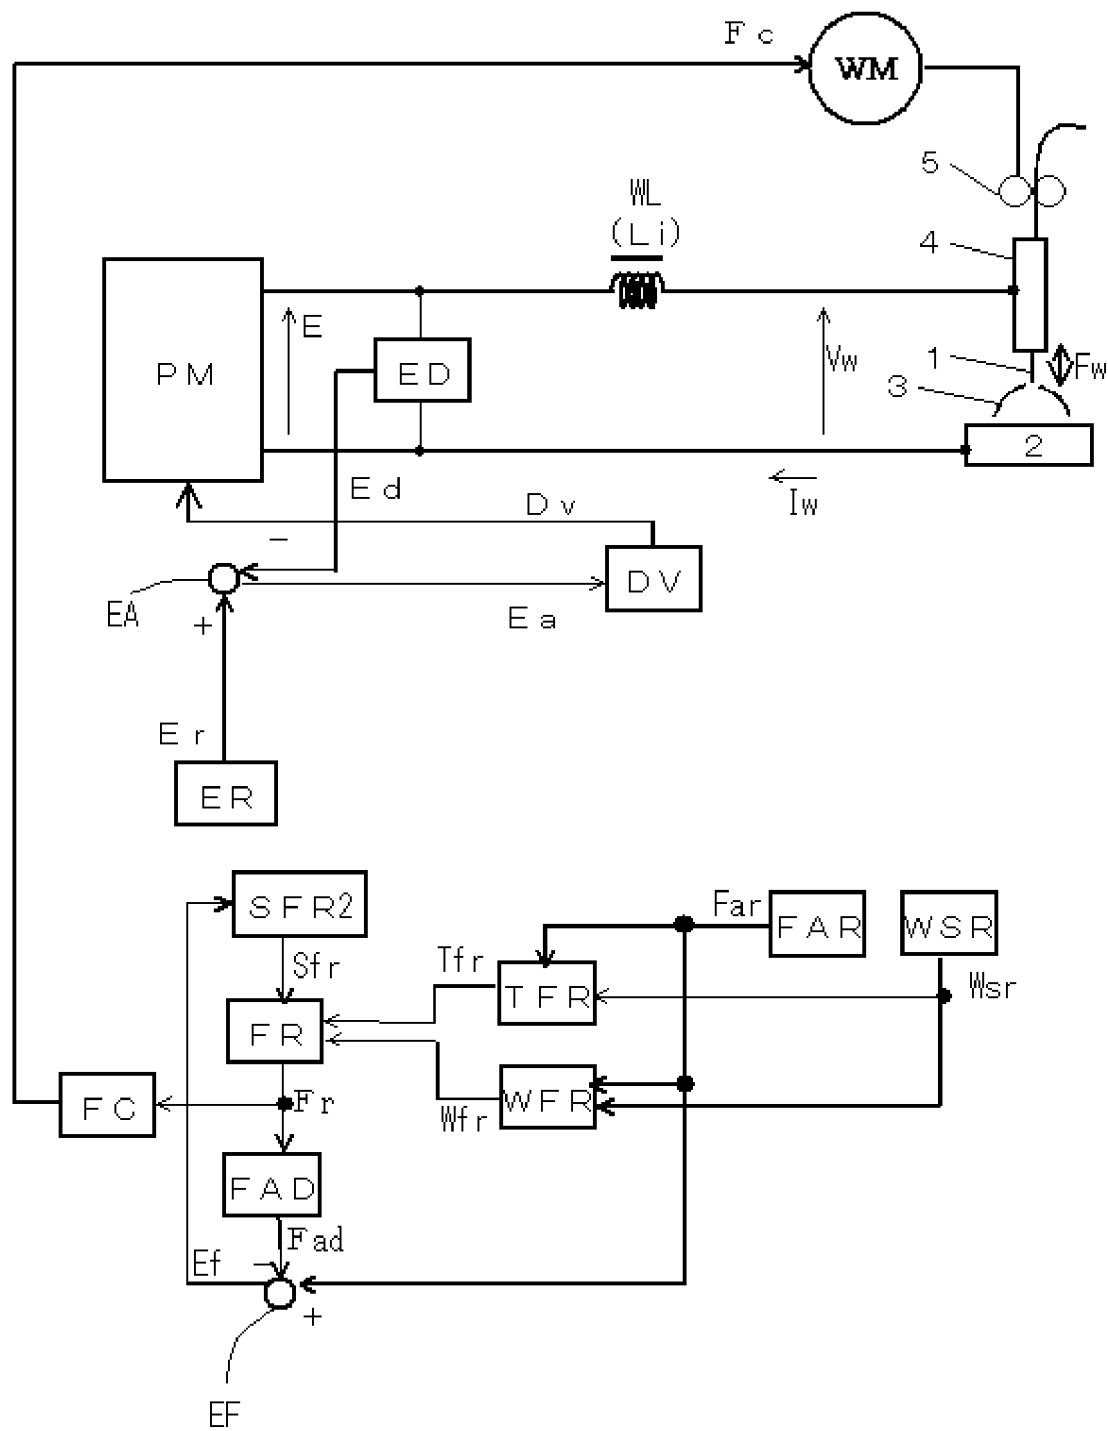 Fc
WM
5
WL
(Li)
4
E
PM
ED
Vw
1
Fw
3
2
Ed
Iw
Dv
−
DV
EA
+
Ea
Er
ER
SFR2
Far
FAR
WSR
Sfr
Tfr
TFR
Wsr
FR
FC
Fr
Wfr
WFR
FAD
Fad
Ef
−
+
EF